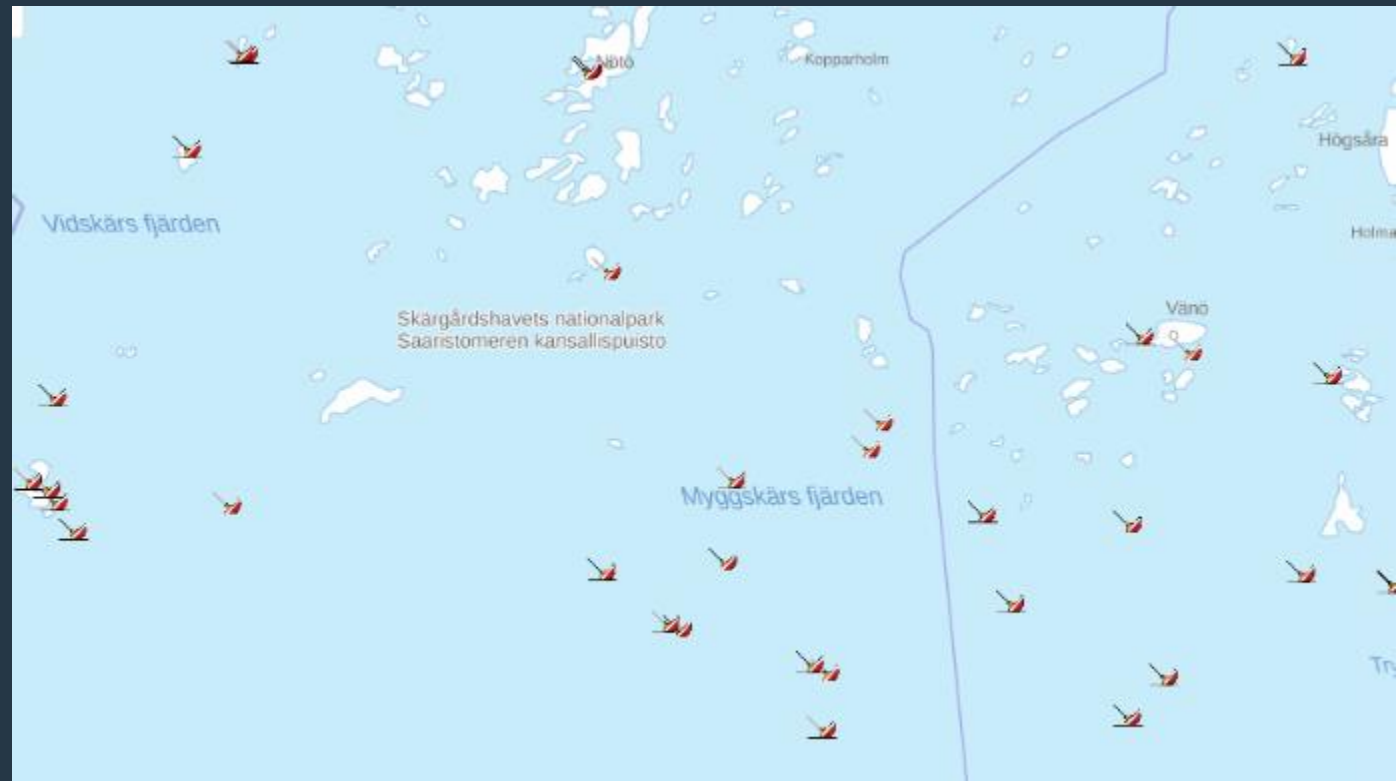 Nötö
Kopparholm
Högsåra
Vidskärs fjärden
Holma
Vänö
Skärgårdshavets nationalpark
Saaristomeren kansallispuisto
Myggskärs fjärden